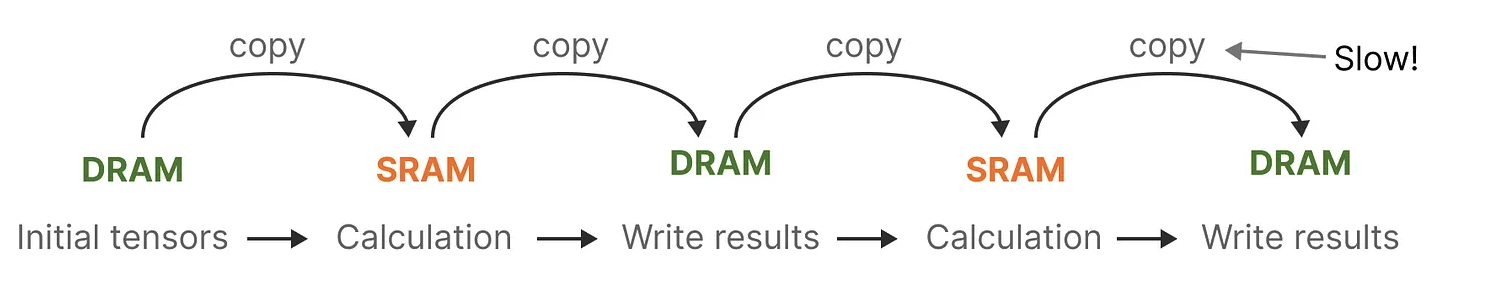 copy copy copy copy Slow!
DRAM SRAM DRAM SRAM DRAM
Initial tensors Calculation Write results Calculation Write results